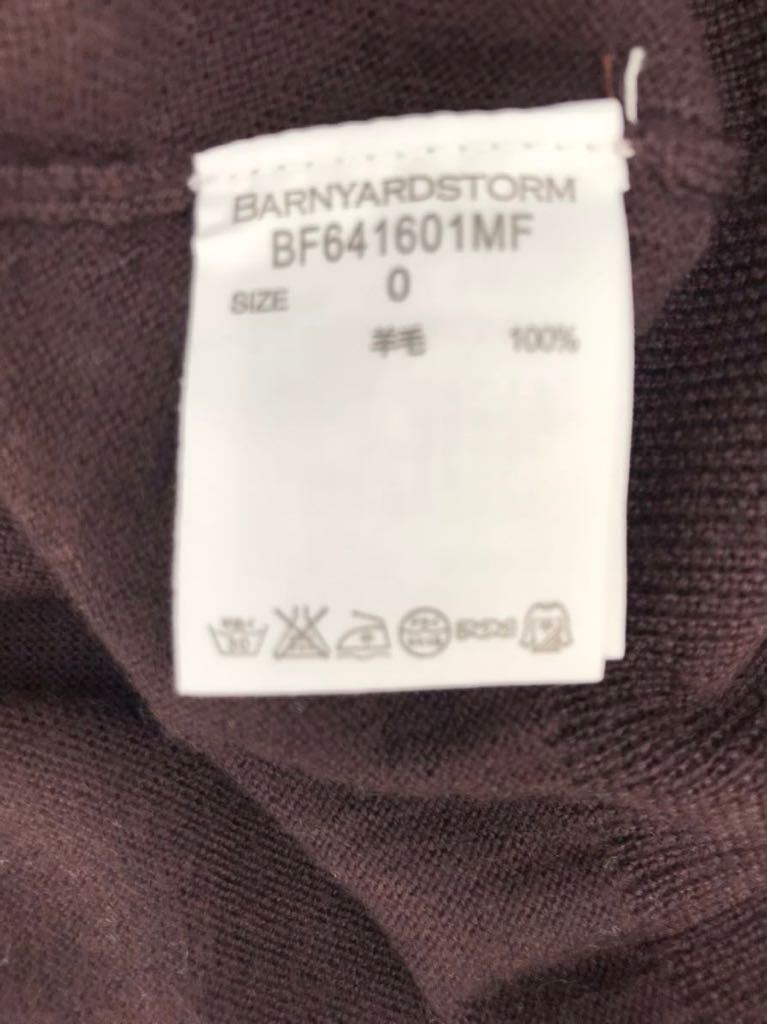 BARNYARDSTORM
BF641601MF
SIZE 0
羊毛 100%